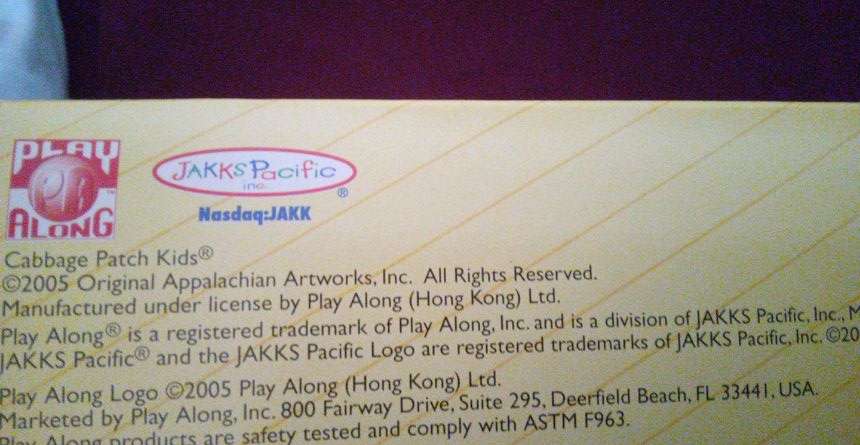 PLAY
PA
ALONG
™
JAKKS Pacific
inc.
®
Nasdaq:JAKK
Cabbage Patch Kids®
©2005 Original Appalachian Artworks, Inc. All Rights Reserved.
Manufactured under license by Play Along (Hong Kong) Ltd.
Play Along® is a registered trademark of Play Along, Inc. and is a division of JAKKS Pacific, Inc., M
JAKKS Pacific® and the JAKKS Pacific Logo are registered trademarks of JAKKS Pacific, Inc. ©20
Play Along Logo ©2005 Play Along (Hong Kong) Ltd.
Marketed by Play Along, Inc. 800 Fairway Drive, Suite 295, Deerfield Beach, FL 33441, USA.
Play Along products are safety tested and comply with ASTM F963.